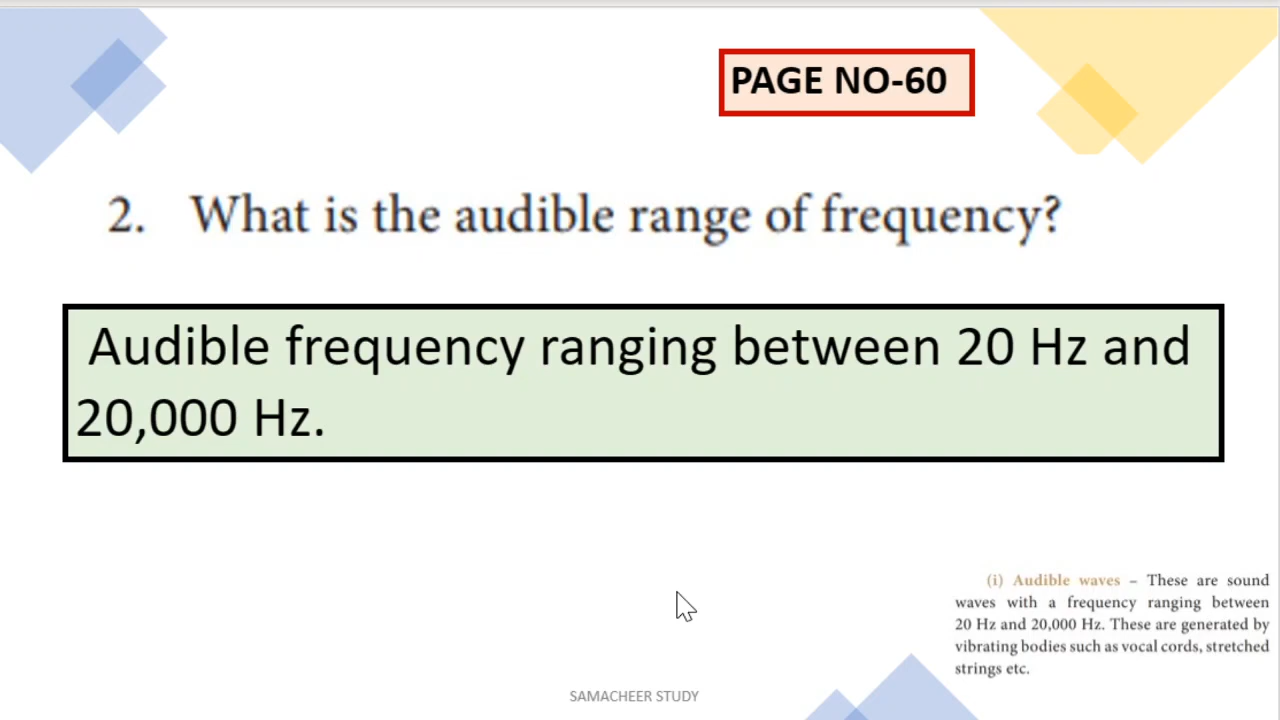 PAGE NO-60
2. What is the audible range of frequency?
Audible frequency ranging between 20 Hz and
20,000 Hz.
(i) Audible waves – These are sound
waves with a frequency ranging between
20 Hz and 20,000 Hz. These are generated by
vibrating bodies such as vocal cords, stretched
strings etc.
SAMACHEER STUDY